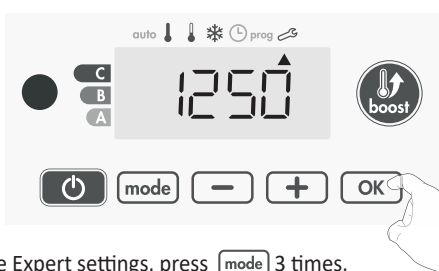 auto prog
C
B
A
1250
boost
mode − + OK
e Expert settings, press mode 3 times.